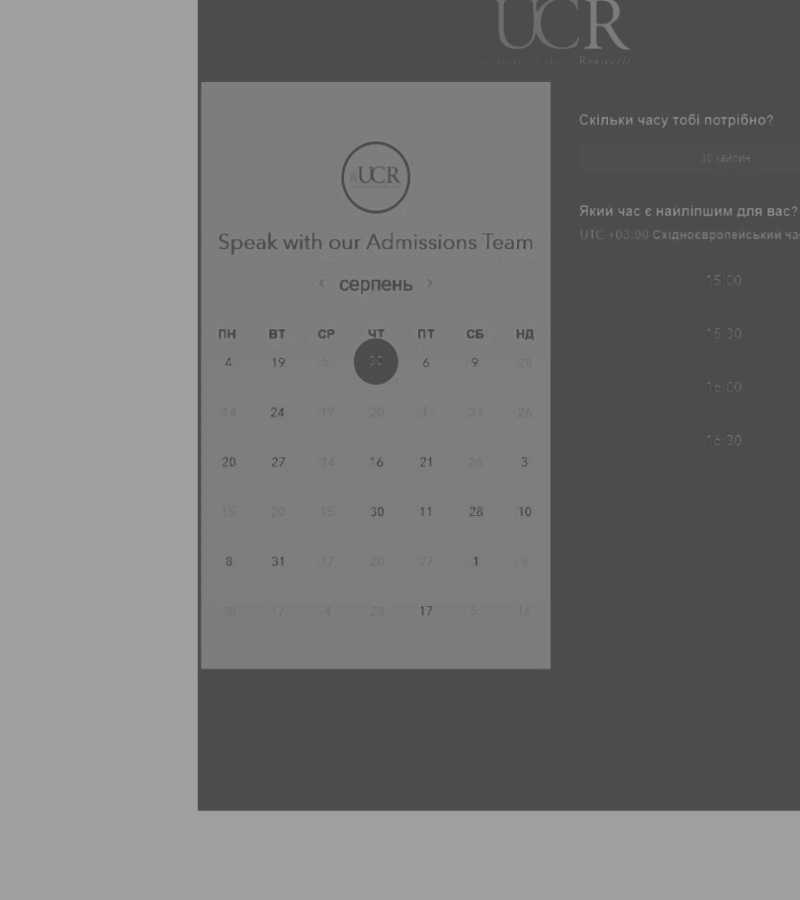 UCR
University College Roosevelt
UCR
Speak with our Admissions Team
серпень
ПН ВТ СР ЧТ ПТ СБ НД
4 19 5 30 6 9 28
14 24 19 20 31 26
20 27 14 16 21 26 3
15 20 15 30 11 28 10
8 31 17 20 27 1 6
30 17 4 28 17 5 16
Скільки часу тобі потрібно?
30 хвилин
Який час є найліпшим для вас?
UTC +03:00 Східноєвропейський ча
15:00
15:30
16:00
16:30